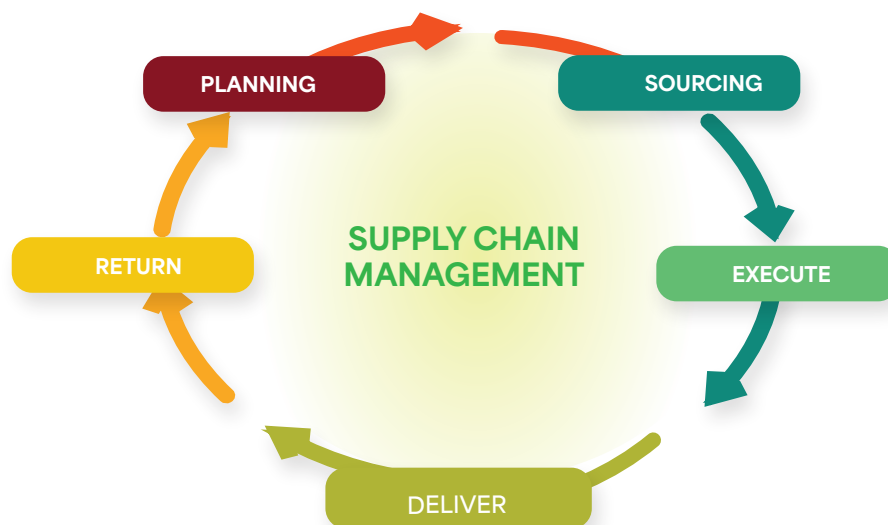 PLANNING
SOURCING
SUPPLY CHAIN
MANAGEMENT
RETURN
EXECUTE
DELIVER